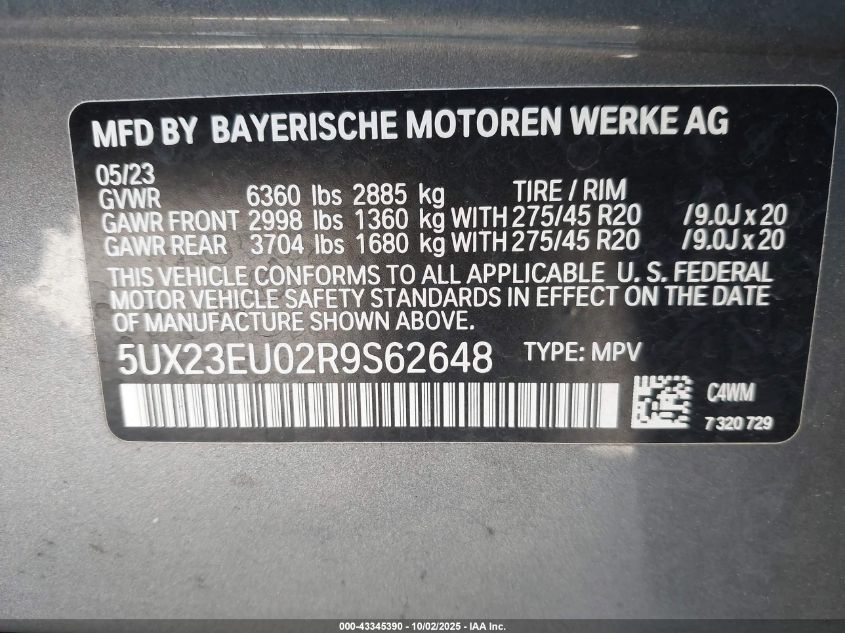 MFD BY BAYERISCHE MOTOREN WERKE AG
05/23
GVWR 6360 lbs 2885 kg TIRE / RIM
GAWR FRONT 2998 lbs 1360 kg WITH 275/45 R20 /9.0J x 20
GAWR REAR 3704 lbs 1680 kg WITH 275/45 R20 /9.0J x 20
THIS VEHICLE CONFORMS TO ALL APPLICABLE U. S. FEDERAL
MOTOR VEHICLE SAFETY STANDARDS IN EFFECT ON THE DATE
OF MANUFACTURE SHOWN ABOVE.
5UX23EU02R9S62648 TYPE: MPV
C4WM
7 320 729
000-43345390 - 10/02/2025 - IAA Inc.